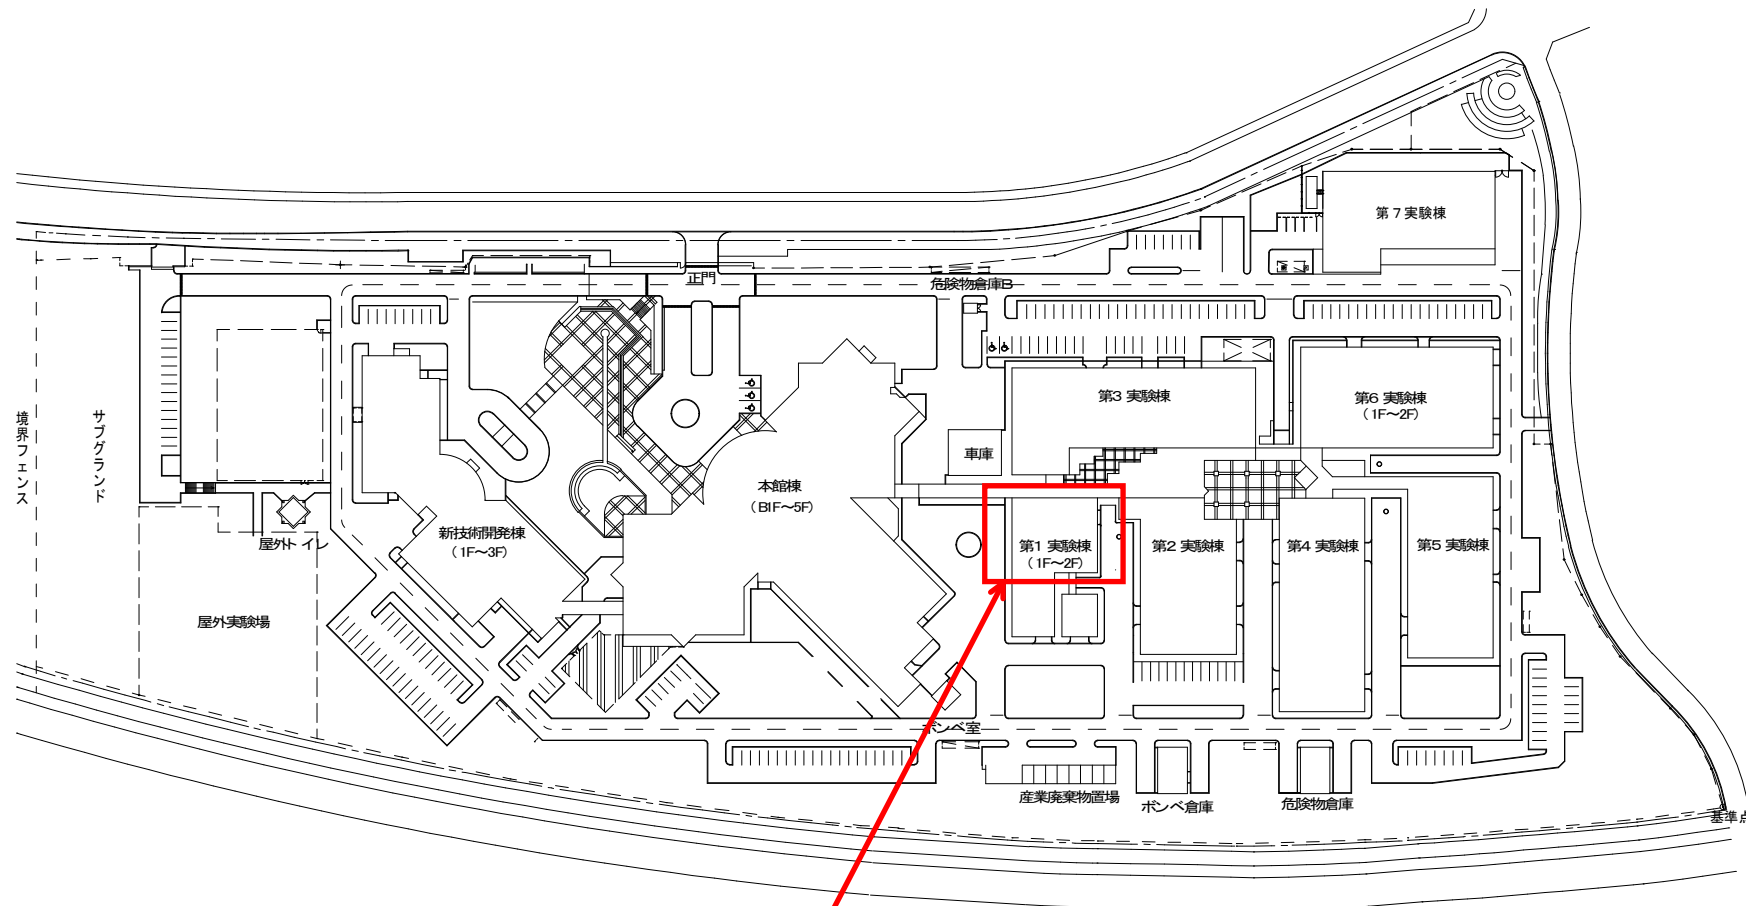 第７実験棟
正門
危険物倉庫B
第3 実験棟
第6 実験棟
（1F～2F）
境界フェンス
サブグランド
車庫
本館棟
（B1F～5F）
新技術開発棟
（1F～3F）
屋外トイレ
第1 実験棟
（1F～2F）
第2 実験棟
第4 実験棟
第5 実験棟
屋外実験場
ボンベ室
産業廃棄物置場
ボンベ倉庫
危険物倉庫
基準点